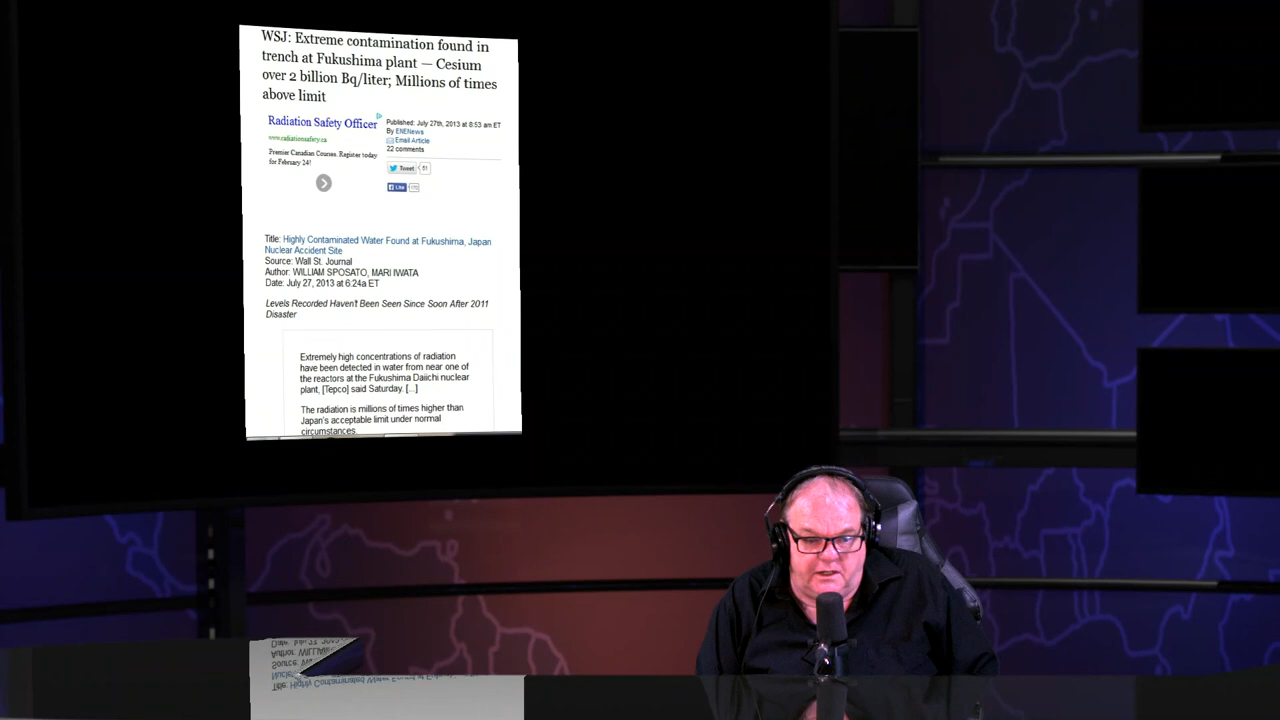 WSJ: Extreme contamination found in
trench at Fukushima plant — Cesium
over 2 billion Bq/liter; Millions of times
above limit
Radiation Safety Officer
www.radiationsafety.ca
Premier Canadian Courses. Register today
for February 24!
Published: July 27th, 2013 at 8:53 am ET
By ENENews
Email Article
22 comments
Tweet 51
Like
Title: Highly Contaminated Water Found at Fukushima, Japan
Nuclear Accident Site
Source: Wall St. Journal
Author: WILLIAM SPOSATO, MARI IWATA
Date: July 27, 2013 at 6:24a ET
Levels Recorded Haven't Been Seen Since Soon After 2011
Disaster
Extremely high concentrations of radiation
have been detected in water from near one of
the reactors at the Fukushima Daiichi nuclear
plant, [Tepco] said Saturday. [...]
The radiation is millions of times higher than
Japan's acceptable limit under normal
circumstances.